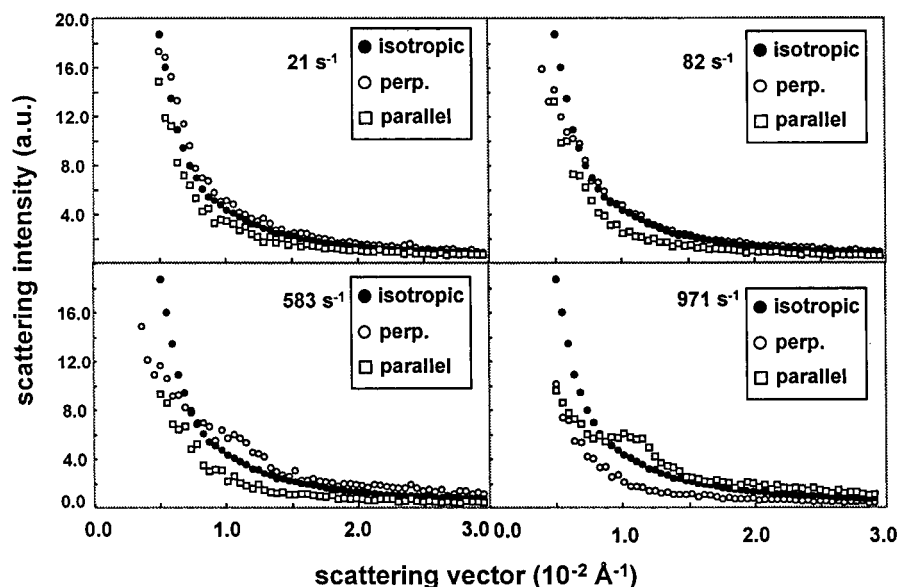 20.0
16.0
12.0
8.0
4.0
21 s⁻¹
isotropic
perp.
parallel
82 s⁻¹
isotropic
perp.
parallel
16.0
12.0
8.0
4.0
0.0
583 s⁻¹
isotropic
perp.
parallel
971 s⁻¹
isotropic
perp.
parallel
0.0 1.0 2.0 3.0 0.0 1.0 2.0 3.0
scattering intensity (a.u.)
scattering vector (10⁻² Å⁻¹)